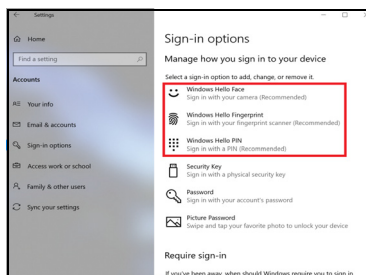 Settings
Home
Find a setting
Accounts
Your info
Email & accounts
Sign-in options
Access work or school
Family & other users
Sync your settings
Sign-in options
Manage how you sign in to your device
Select a sign-in option to add, change, or remove it.
Windows Hello Face
Sign in with your camera (Recommended)
Windows Hello Fingerprint
Sign in with your fingerprint scanner (Recommended)
Windows Hello PIN
Sign in with a PIN (Recommended)
Security Key
Sign in with a physical security key
Password
Sign in with your account's password
Picture Password
Swipe and tap your favorite photo to unlock your device
Require sign-in
If you've been away, when should Windows require you to sign in